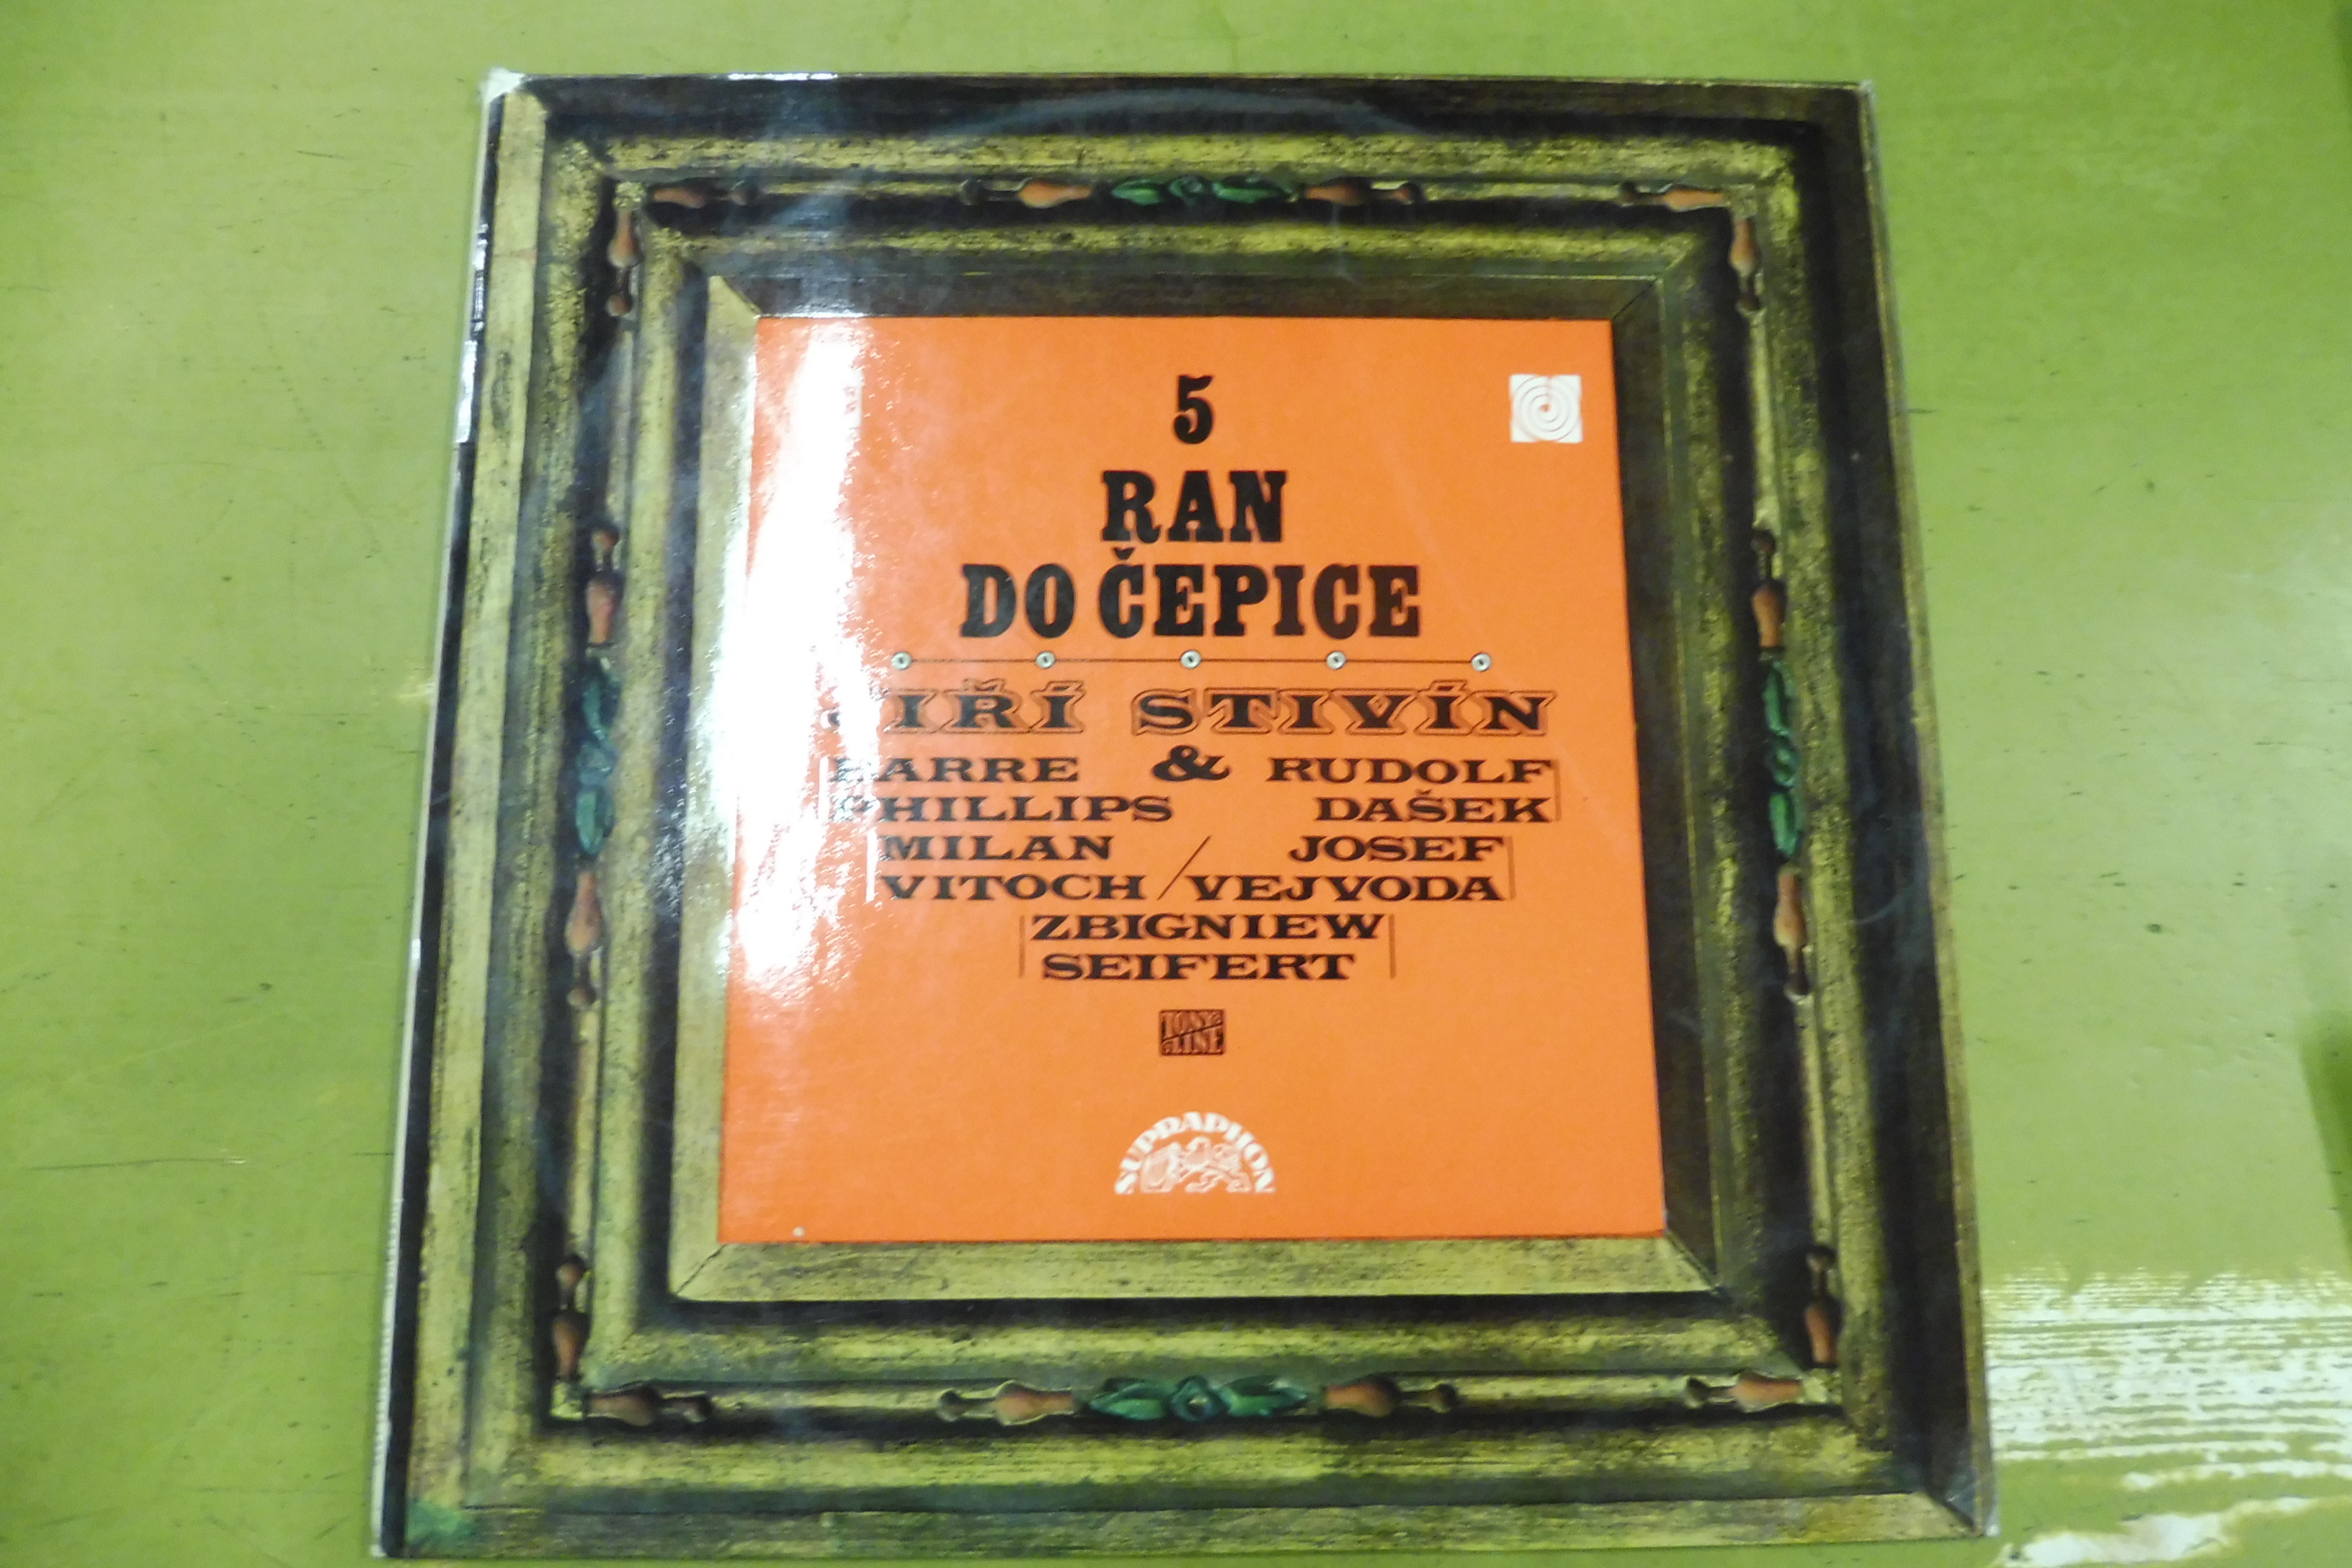 5
RAN
DO ČEPICE
JIŘÍ STIVÍN
BARRE & RUDOLF
PHILLIPS DAŠEK
MILAN / JOSEF
VITOCH / VEJVODA
ZBIGNIEW
SEIFERT
SUPRAPHON